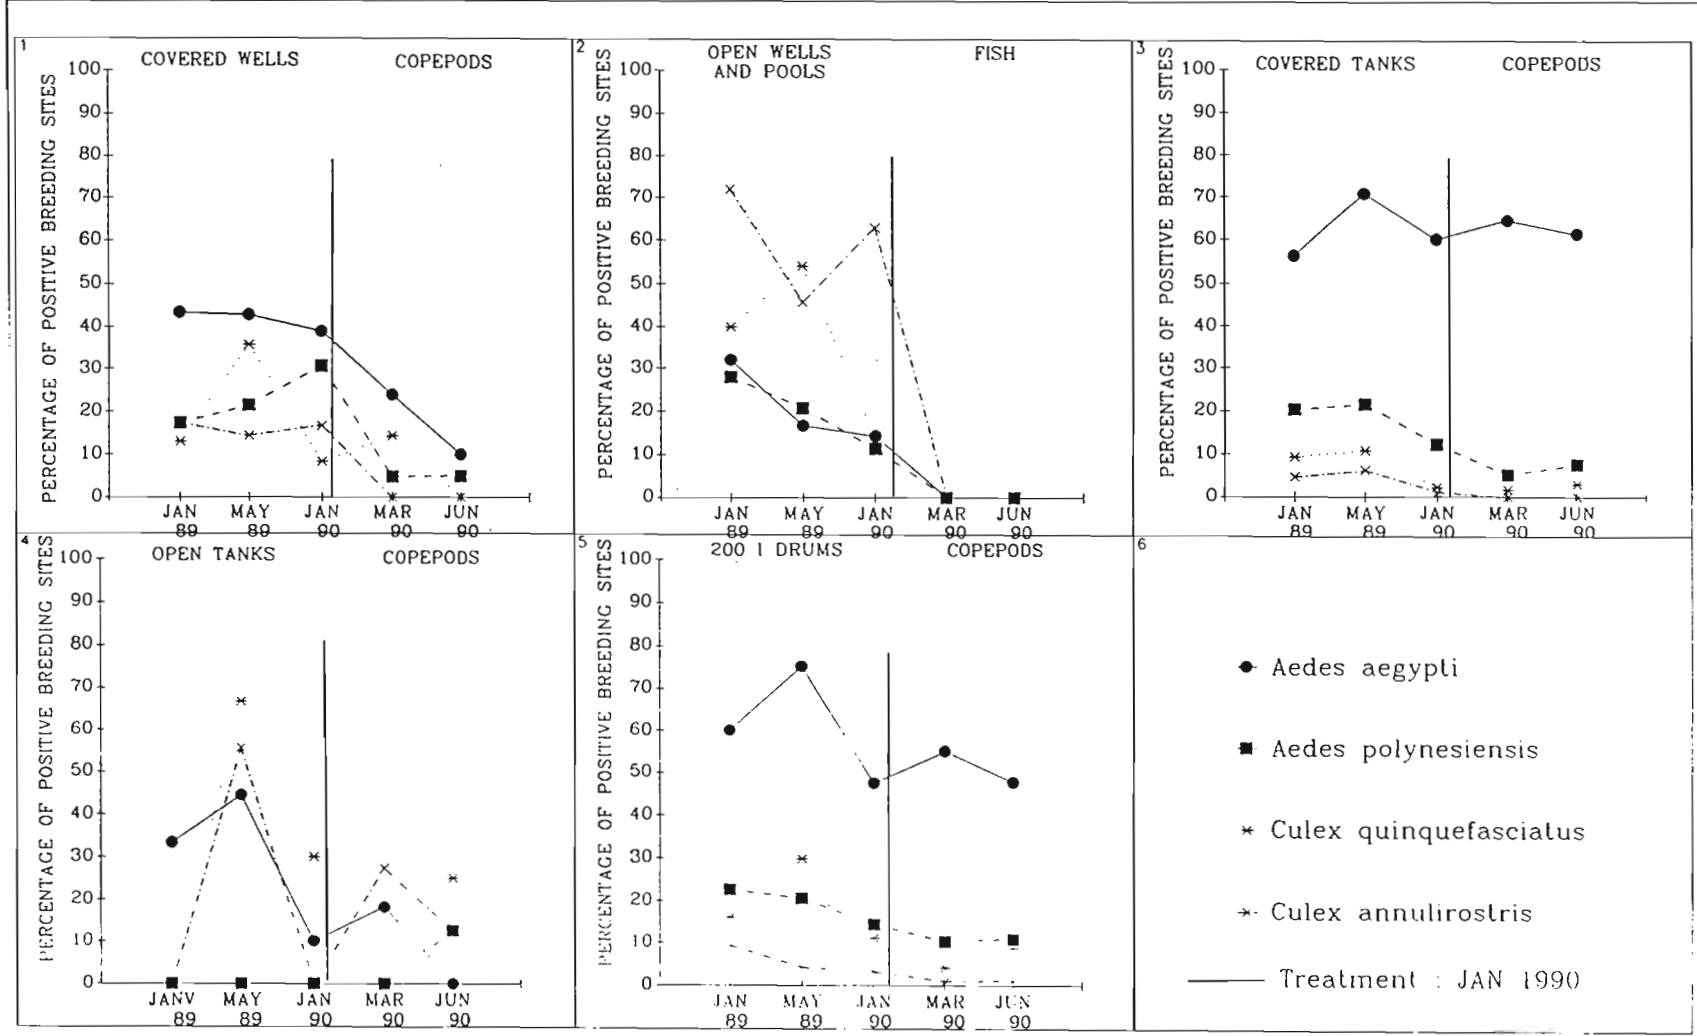 1
COVERED WELLS
COPEPODS
PERCENTAGE OF POSITIVE BREEDING SITES
100
90
80
70
60
50
40
30
20
10
0
JAN MAY JAN MAR JUN
89 89 90 90 90
2
OPEN WELLS
AND POOLS
FISH
PERCENTAGE OF POSITIVE BREEDING SITES
100
90
80
70
60
50
40
30
20
10
0
JAN MAY JAN MAR JUN
89 89 90 90 90
3
COVERED TANKS
COPEPODS
PERCENTAGE OF POSITIVE BREEDING SITES
100
90
80
70
60
50
40
30
20
10
0
JAN MAY JAN MAR JUN
89 89 90 90 90
4
OPEN TANKS
COPEPODS
PERCENTAGE OF POSITIVE BREEDING SITES
100
90
80
70
60
50
40
30
20
10
0
JANV MAY JAN MAR JUN
89 89 90 90 90
5
200 l DRUMS
COPEPODS
PERCENTAGE OF POSITIVE BREEDING SITES
100
90
80
70
60
50
40
30
20
10
0
JAN MAY JAN MAR JUN
89 89 90 90 90
6
Aedes aegypti
Aedes polynesiensis
Culex quinquefasciatus
Culex annulirostris
Treatment : JAN 1990